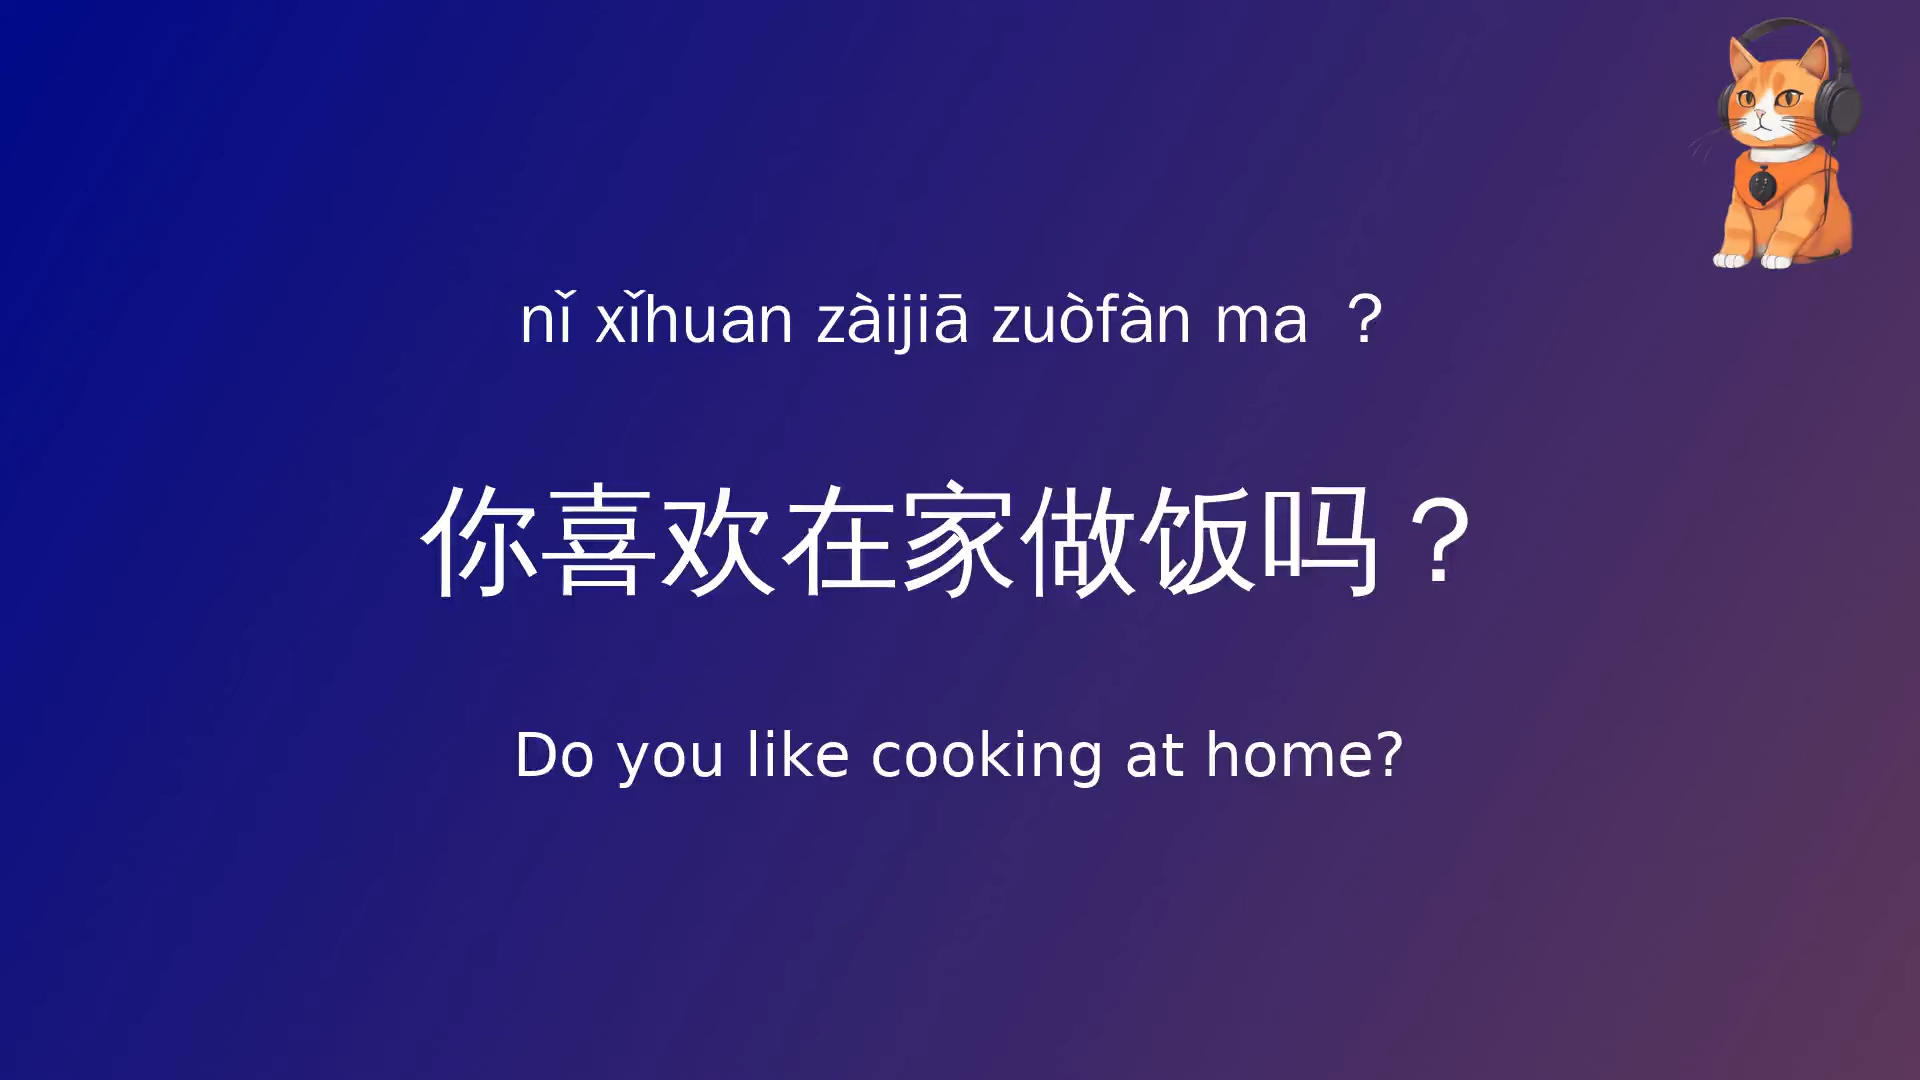 nǐ xǐhuan zàijiā zuòfàn ma ？
你喜欢在家做饭吗？
Do you like cooking at home?